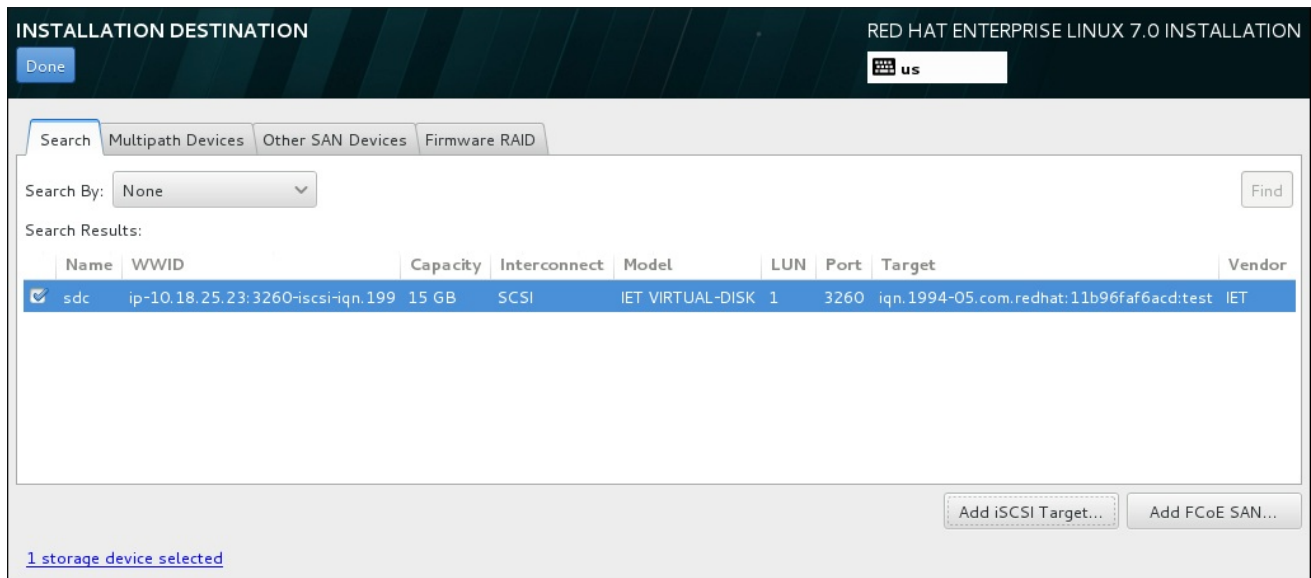 INSTALLATION DESTINATION
RED HAT ENTERPRISE LINUX 7.0 INSTALLATION
Done
us
Search Multipath Devices Other SAN Devices Firmware RAID
Search By: None Find
Search Results:
Name WWID Capacity Interconnect Model LUN Port Target Vendor
sdc ip-10.18.25.23:3260-iscsi-iqn.199 15 GB SCSI IET VIRTUAL-DISK 1 3260 iqn.1994-05.com.redhat:11b96faf6acd:test IET
Add iSCSI Target... Add FCoE SAN...
1 storage device selected